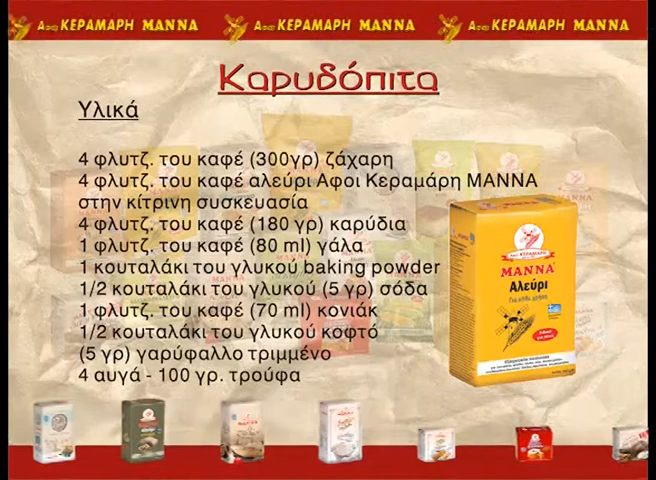 Αφοι ΚΕΡΑΜΑΡΗ ΜΑΝΝΑ Αφοι ΚΕΡΑΜΑΡΗ ΜΑΝΝΑ Αφοι ΚΕΡΑΜΑΡΗ ΜΑΝΝΑ
Καρυδόπιτα
Υλικά
4 φλυτζ. του καφέ (300γρ) ζάχαρη
4 φλυτζ. του καφέ αλεύρι Αφοι Κεραμάρη ΜΑΝΝΑ
στην κίτρινη συσκευασία
4 φλυτζ. του καφέ (180 γρ) καρύδια
1 φλυτζ. του καφέ (80 ml) γάλα
1 κουταλάκι του γλυκού baking powder
1/2 κουταλάκι του γλυκού (5 γρ) σόδα
1 φλυτζ. του καφέ (70 ml) κονιάκ
1/2 κουταλάκι του γλυκού κοφτό
(5 γρ) γαρύφαλλο τριμμένο
4 αυγά - 100 γρ. τρούφα
ΚΕΡΑΜΑΡΗ
ΜΑΝΝΑ
Αλεύρι
Για κάθε χρήση